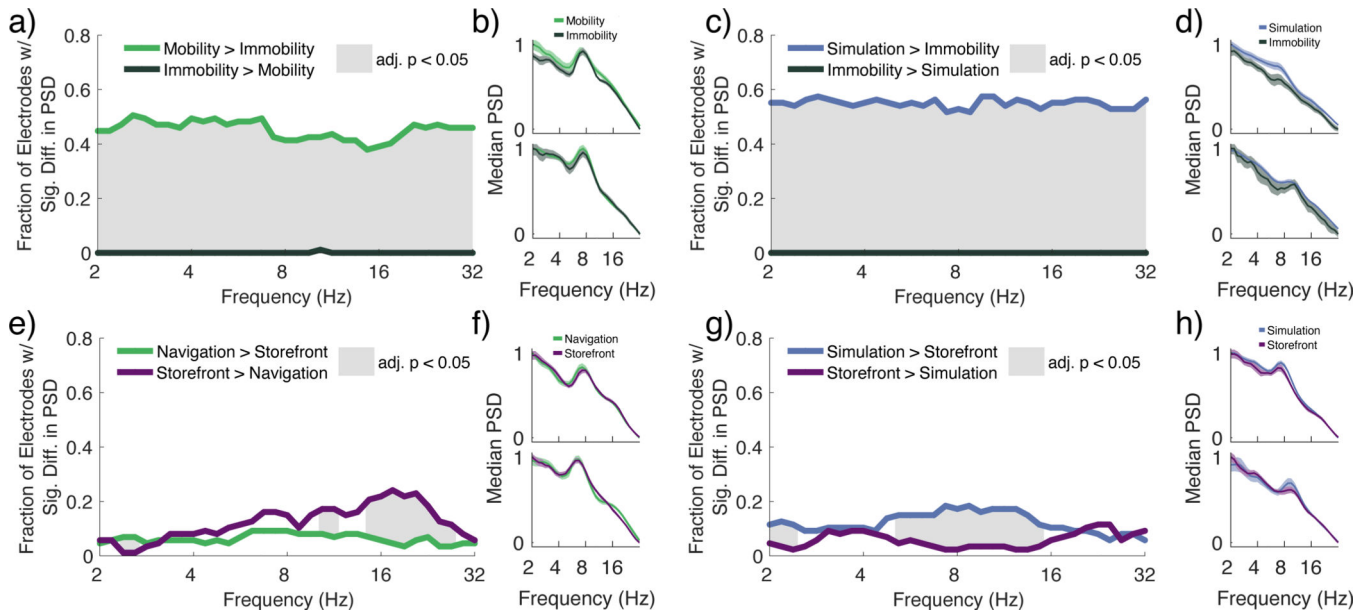 a)
Fraction of Electrodes w/
Sig. Diff. in PSD
0.8
0.6
0.4
0.2
0
Mobility > Immobility
Immobility > Mobility
adj. p < 0.05
2 4 8 16 32
Frequency (Hz)
b)
Mobility
Immobility
Median PSD
1
0
1
0
2 4 8 16
Frequency (Hz)
c)
Fraction of Electrodes w/
Sig. Diff. in PSD
0.8
0.6
0.4
0.2
0
Simulation > Immobility
Immobility > Simulation
adj. p < 0.05
2 4 8 16 32
Frequency (Hz)
d)
Simulation
Immobility
Median PSD
1
0
1
0
2 4 8 16
Frequency (Hz)
e)
Fraction of Electrodes w/
Sig. Diff. in PSD
0.8
0.6
0.4
0.2
0
Navigation > Storefront
Storefront > Navigation
adj. p < 0.05
2 4 8 16 32
Frequency (Hz)
f)
Navigation
Storefront
Median PSD
1
0
1
0
2 4 8 16
Frequency (Hz)
g)
Fraction of Electrodes w/
Sig. Diff. in PSD
0.8
0.6
0.4
0.2
0
Simulation > Storefront
Storefront > Simulation
adj. p < 0.05
2 4 8 16 32
Frequency (Hz)
h)
Simulation
Storefront
Median PSD
1
0
1
0
2 4 8 16
Frequency (Hz)